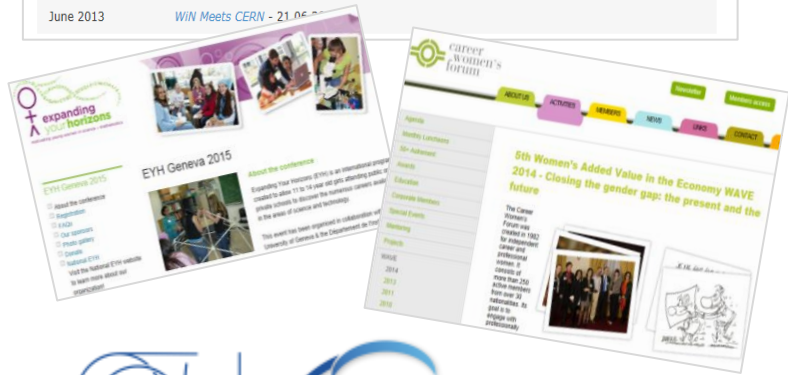 June 2013 WiN Meets CERN - 21.06.
expanding
your horizons
EYH Geneva 2015
About the conference
Registration
FAQs
Our sponsors
Photo gallery
Donate
National EYH
Visit the National EYH website
to learn more about our
organization!
EYH Geneva 2015
About the conference
Expanding Your Horizons (EYH) is an international
created to allow 11 to 14 year old girls attending public
private schools to discover the numerous careers
in the areas of science and technology.
This event has been organised in collaboration
University of Geneva & the Département de
career
women's
forum
Newsletter
Members access
ABOUT US
ACTIVITIES
MEMBERS
NEWS
LINKS
CONTACT
Agenda
Monthly Luncheons
50+ Retirement
Awards
Education
Corporate Members
Special Events
Mentoring
Projects
WAVE
2014
2013
2011
2010
5th Women's Added Value in the Economy WAVE
2014 - Closing the gender gap: the present and the
future
The Career
Women's
Forum was
created in 1982
for independent
career and
professional
women. It
consists of
more than 250
active members
from over 30
nationalities. Its
goal is to
engage with
professionally